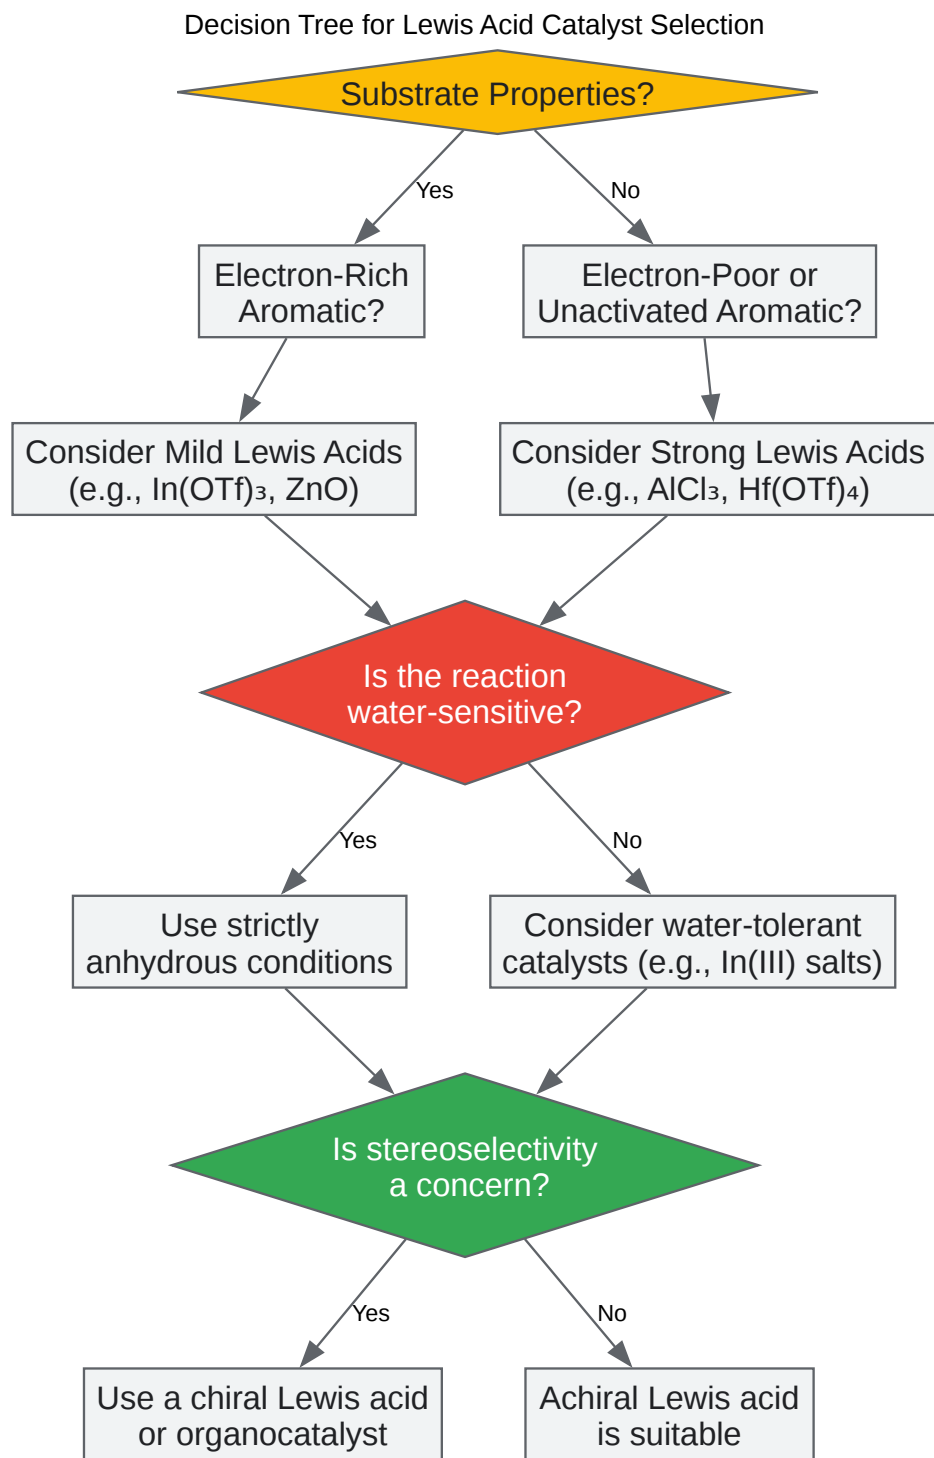 Decision Tree for Lewis Acid Catalyst Selection
Substrate Properties?
Yes
No
Electron-Rich
Aromatic?
Electron-Poor or
Unactivated Aromatic?
Consider Mild Lewis Acids
(e.g., In(OTf)₃, ZnO)
Consider Strong Lewis Acids
(e.g., AlCl₃, Hf(OTf)₄)
Is the reaction
water-sensitive?
Yes
No
Use strictly
anhydrous conditions
Consider water-tolerant
catalysts (e.g., In(III) salts)
Is stereoselectivity
a concern?
Yes
No
Use a chiral Lewis acid
or organocatalyst
Achiral Lewis acid
is suitable